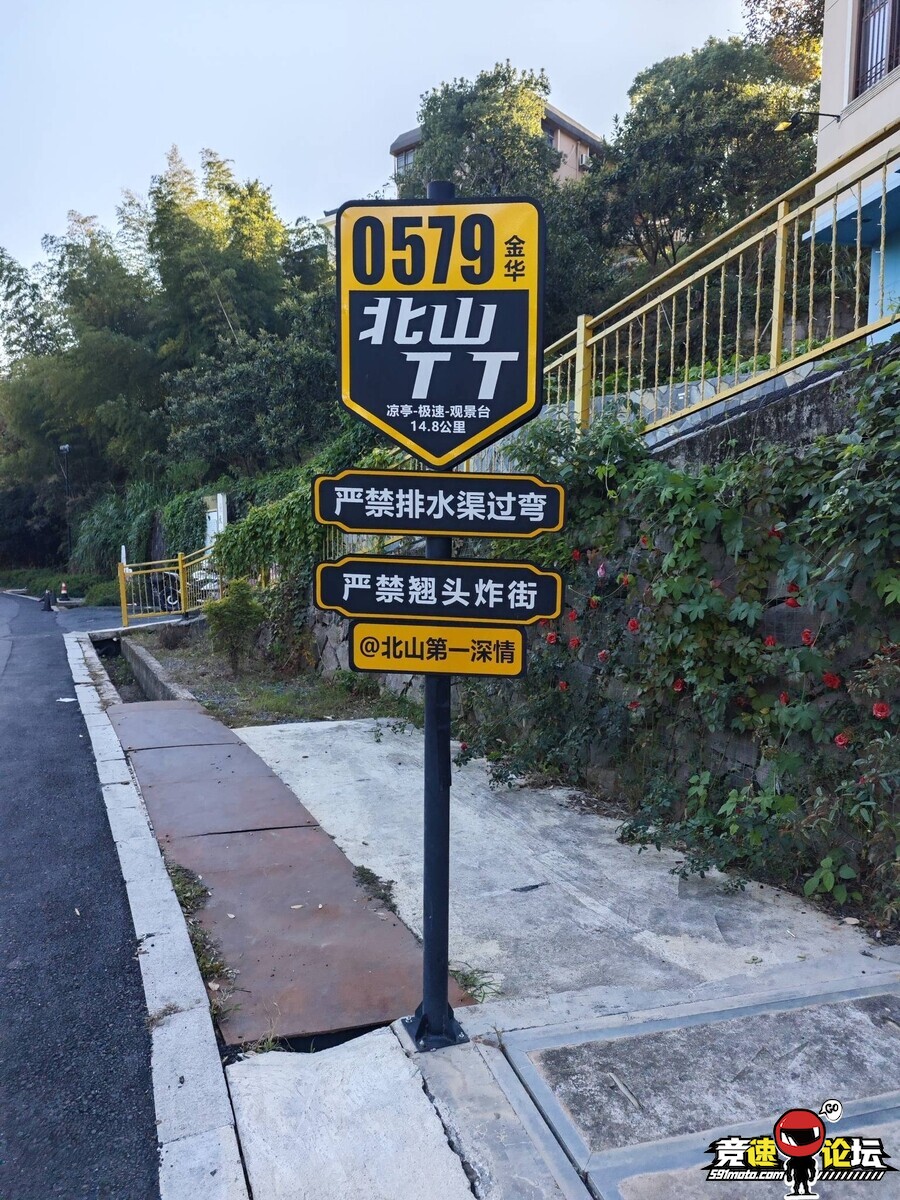 0579
金华
北山
TT
凉亭-极速-观景台
14.8公里
严禁排水渠过弯
严禁翘头炸街
@北山第一深情
GO
竞速论坛
591moto.com